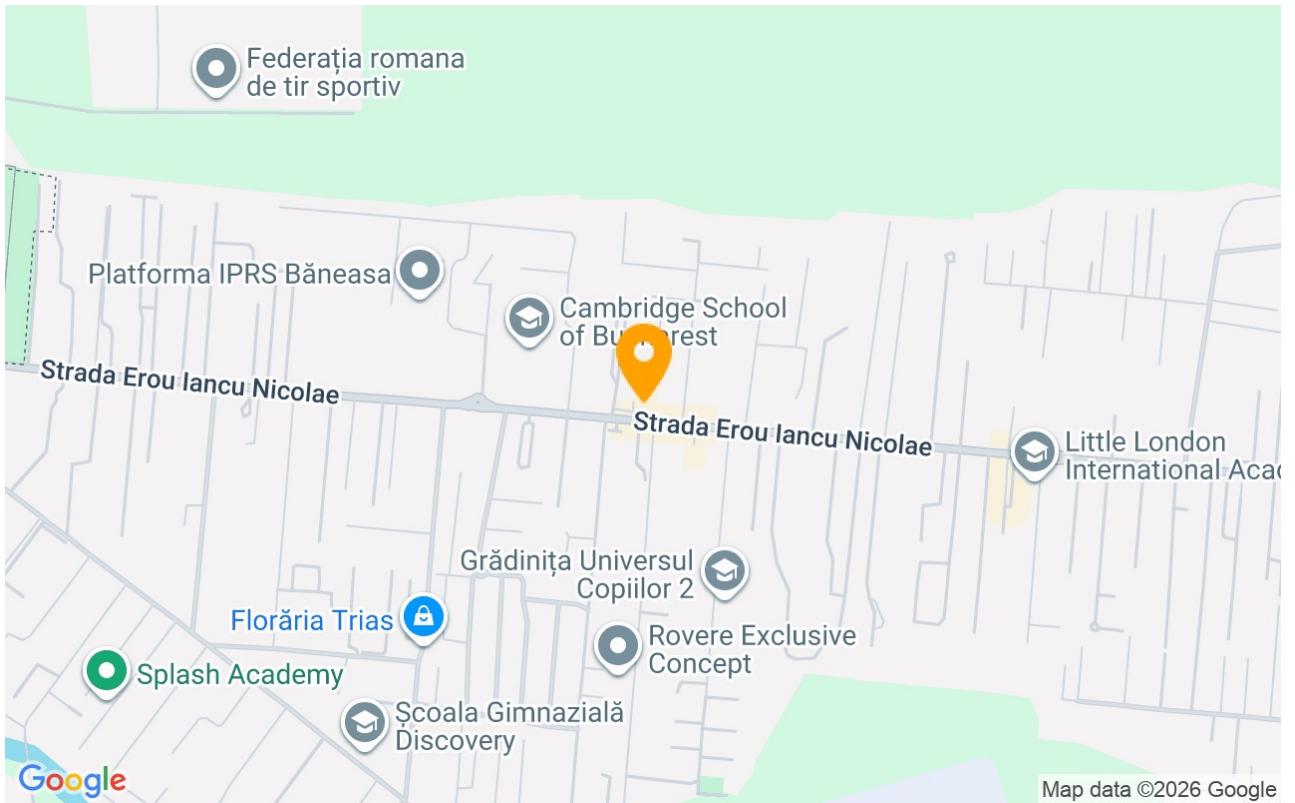 Federația romana
de tir sportiv
Platforma IPRS Băneasa
Cambridge School
of Bucharest
Strada Erou Iancu Nicolae
Strada Erou Iancu Nicolae
Little London
International Acad
Grădinița Universul
Copiilor 2
Florăria Trias
Rovere Exclusive
Concept
Splash Academy
Școala Gimnazială
Discovery
Google
Map data ©2026 Google